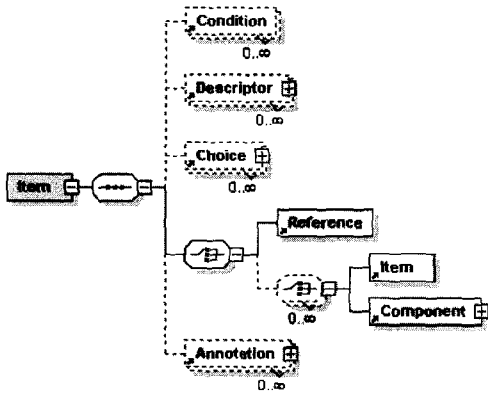 Condition
0..∞
Descriptor
0..∞
Choice
0..∞
Item
Reference
Item
0..∞
Component
Annotation
0..∞